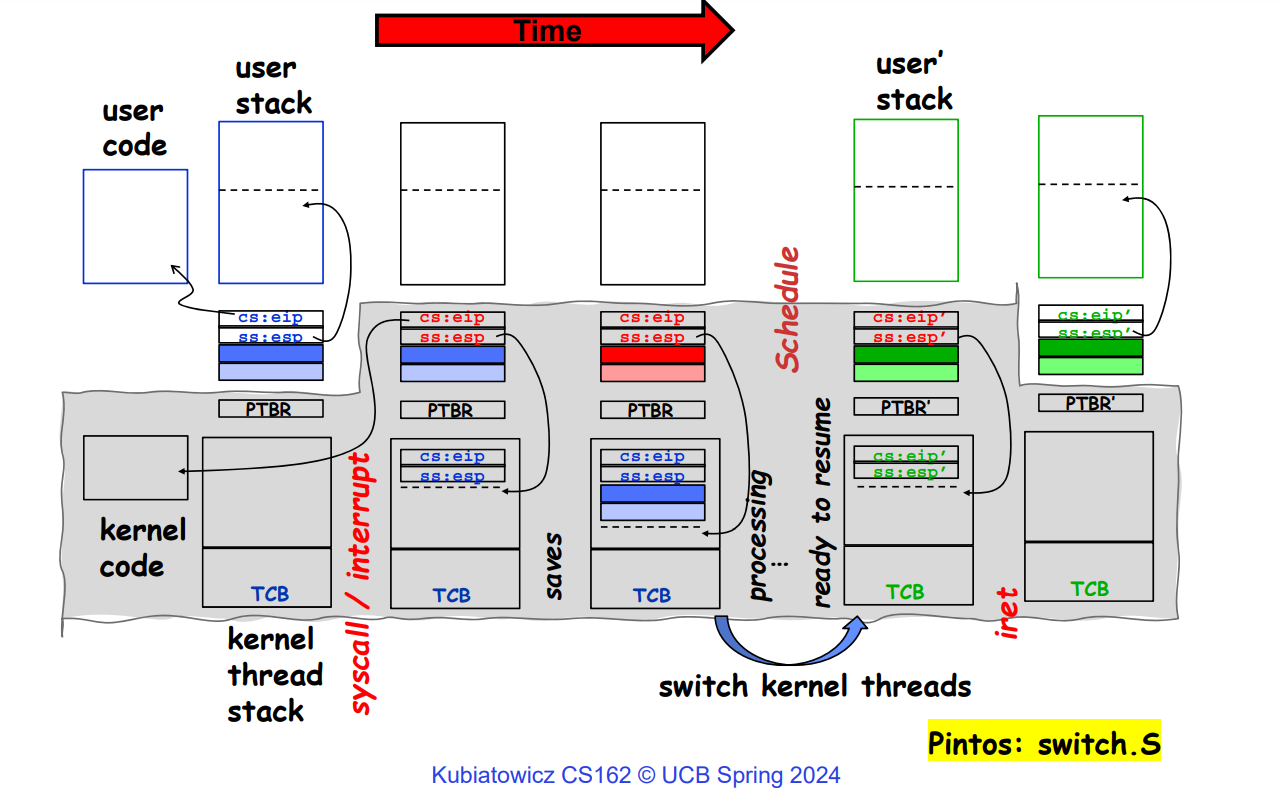 Time
user
code
user
stack
user’
stack
cs:eip
ss:esp
cs:eip
ss:esp
cs:eip
ss:esp
Schedule
cs:eip’
ss:esp’
cs:eip’
ss:esp’
PTBR
PTBR
PTBR
PTBR’
PTBR’
cs:eip
ss:esp
cs:eip
ss:esp
cs:eip’
ss:esp’
kernel
code
syscall / interrupt
saves
processing
...
ready to resume
iret
TCB
TCB
TCB
TCB
TCB
kernel
thread
stack
switch kernel threads
Pintos: switch.S
Kubiatowicz CS162 © UCB Spring 2024